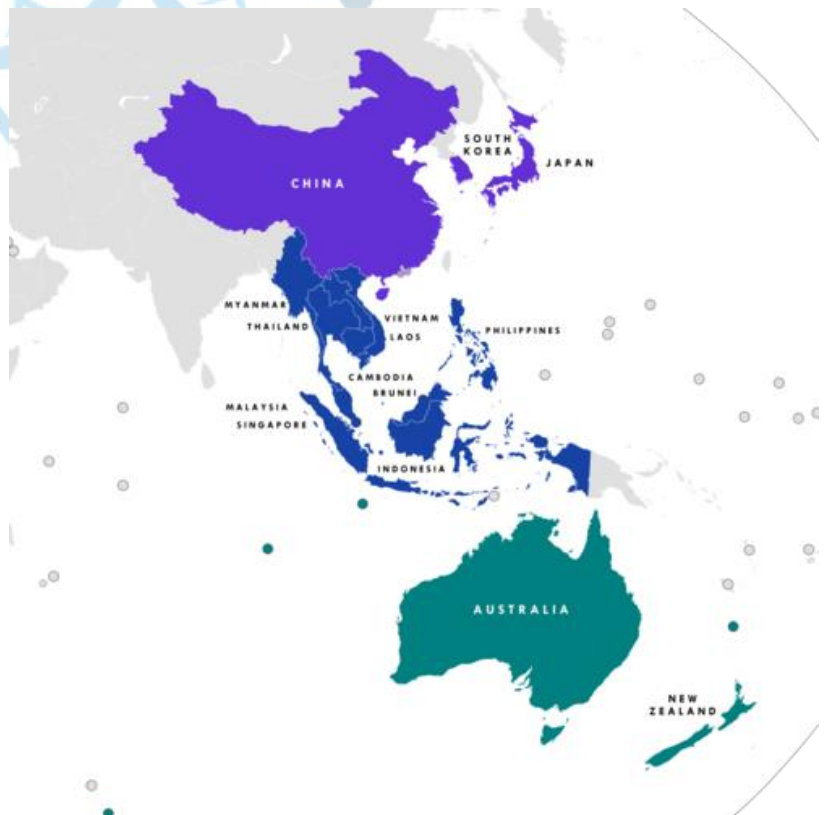 SOUTH
KOREA
JAPAN
CHINA
MYANMAR
VIETNAM
THAILAND
LAOS
PHILIPPINES
CAMBODIA
BRUNEI
MALAYSIA
SINGAPORE
INDONESIA
AUSTRALIA
NEW
ZEALAND